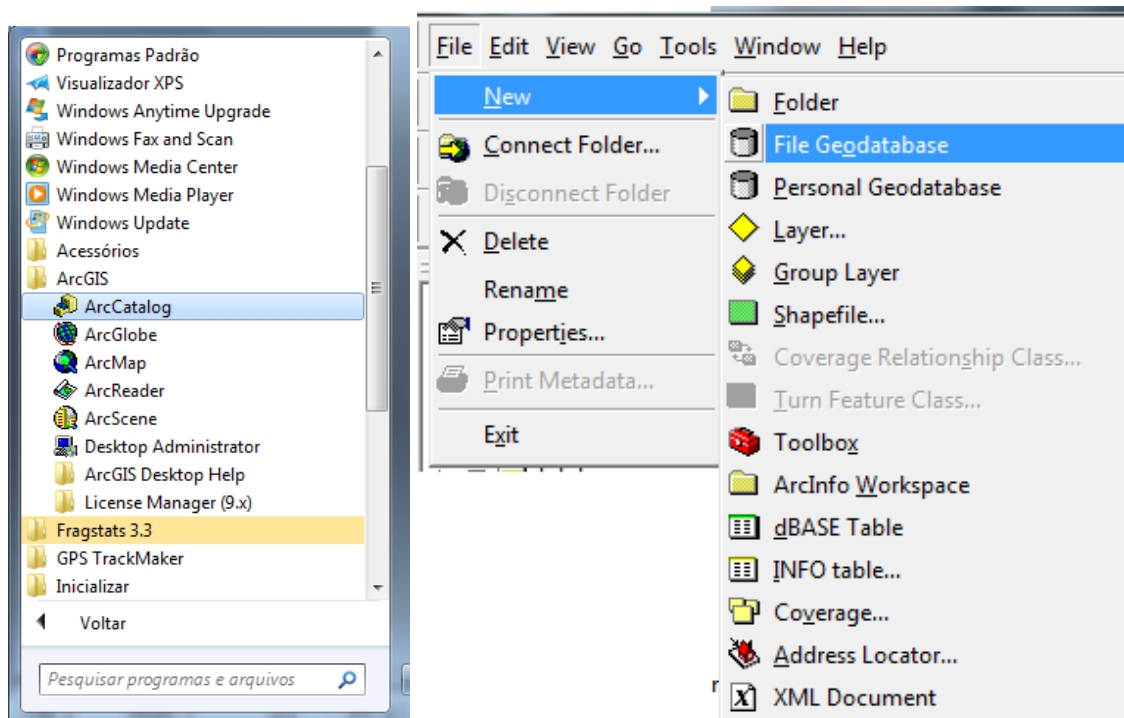 Programas Padrão
Visualizador XPS
Windows Anytime Upgrade
Windows Fax and Scan
Windows Media Center
Windows Media Player
Windows Update
Acessórios
ArcGIS
ArcCatalog
ArcGlobe
ArcMap
ArcReader
ArcScene
Desktop Administrator
ArcGIS Desktop Help
License Manager (9.x)
Fragstats 3.3
GPS TrackMaker
Inicializar
Voltar
Pesquisar programas e arquivos
File Edit View Go Tools Window Help
New
Connect Folder...
Disconnect Folder
Delete
Rename
Properties...
Print Metadata...
Exit
Folder
File Geodatabase
Personal Geodatabase
Layer...
Group Layer
Shapefile...
Coverage Relationship Class...
Turn Feature Class...
Toolbox
ArcInfo Workspace
dBASE Table
INFO table...
Coverage...
Address Locator...
XML Document